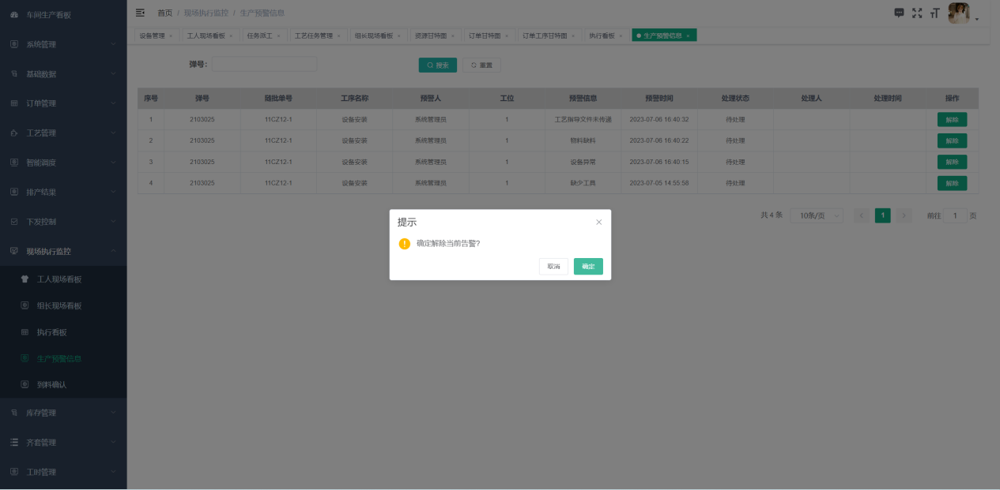 车间生产看板
系统管理
基础数据
订单管理
工艺管理
智能调度
排产结果
下发控制
现场执行监控
工人现场看板
组长现场看板
执行看板
生产预警信息
到料确认
库存管理
齐套管理
工时管理
首页 / 现场执行监控 / 生产预警信息
设备管理 × 工人现场看板 × 任务派工 × 工艺任务管理 × 组长现场看板 × 资源甘特图 × 订单甘特图 × 订单工序甘特图 × 执行看板 × 生产预警信息 ×
弹号: 搜索 重置
序号 弹号 随批单号 工序名称 预警人 工位 预警信息 预警时间 处理状态 处理人 处理时间 操作
1 2103025 11CZ12-1 设备安装 系统管理员 1 工艺指导文件未传递 2023-07-06 16:40:32 待处理 解除
2 2103025 11CZ12-1 设备安装 系统管理员 1 物料缺料 2023-07-06 16:40:22 待处理 解除
3 2103025 11CZ12-1 设备安装 系统管理员 1 设备异常 2023-07-06 16:40:15 待处理 解除
4 2103025 11CZ12-1 设备安装 系统管理员 1 缺少工具 2023-07-05 14:55:58 待处理 解除
共 4 条 10条/页 1 前往 1 页
提示
确定解除当前告警?
取消 确定